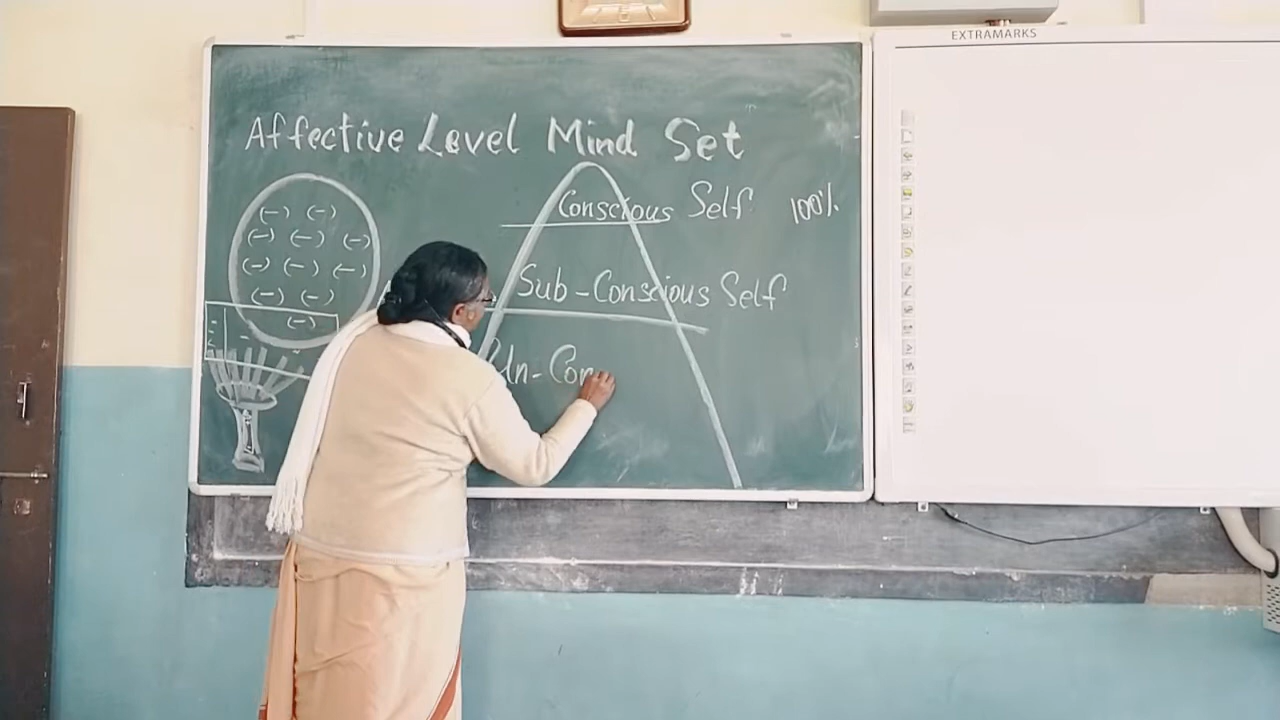 EXTRAMARKS
Affective Level Mind Set
Conscious Self 100%
Sub-Conscious Self
Un-Con
(-) (-)
(-) (-) (-)
(-) (-) (-)
(-) (-)
(-)